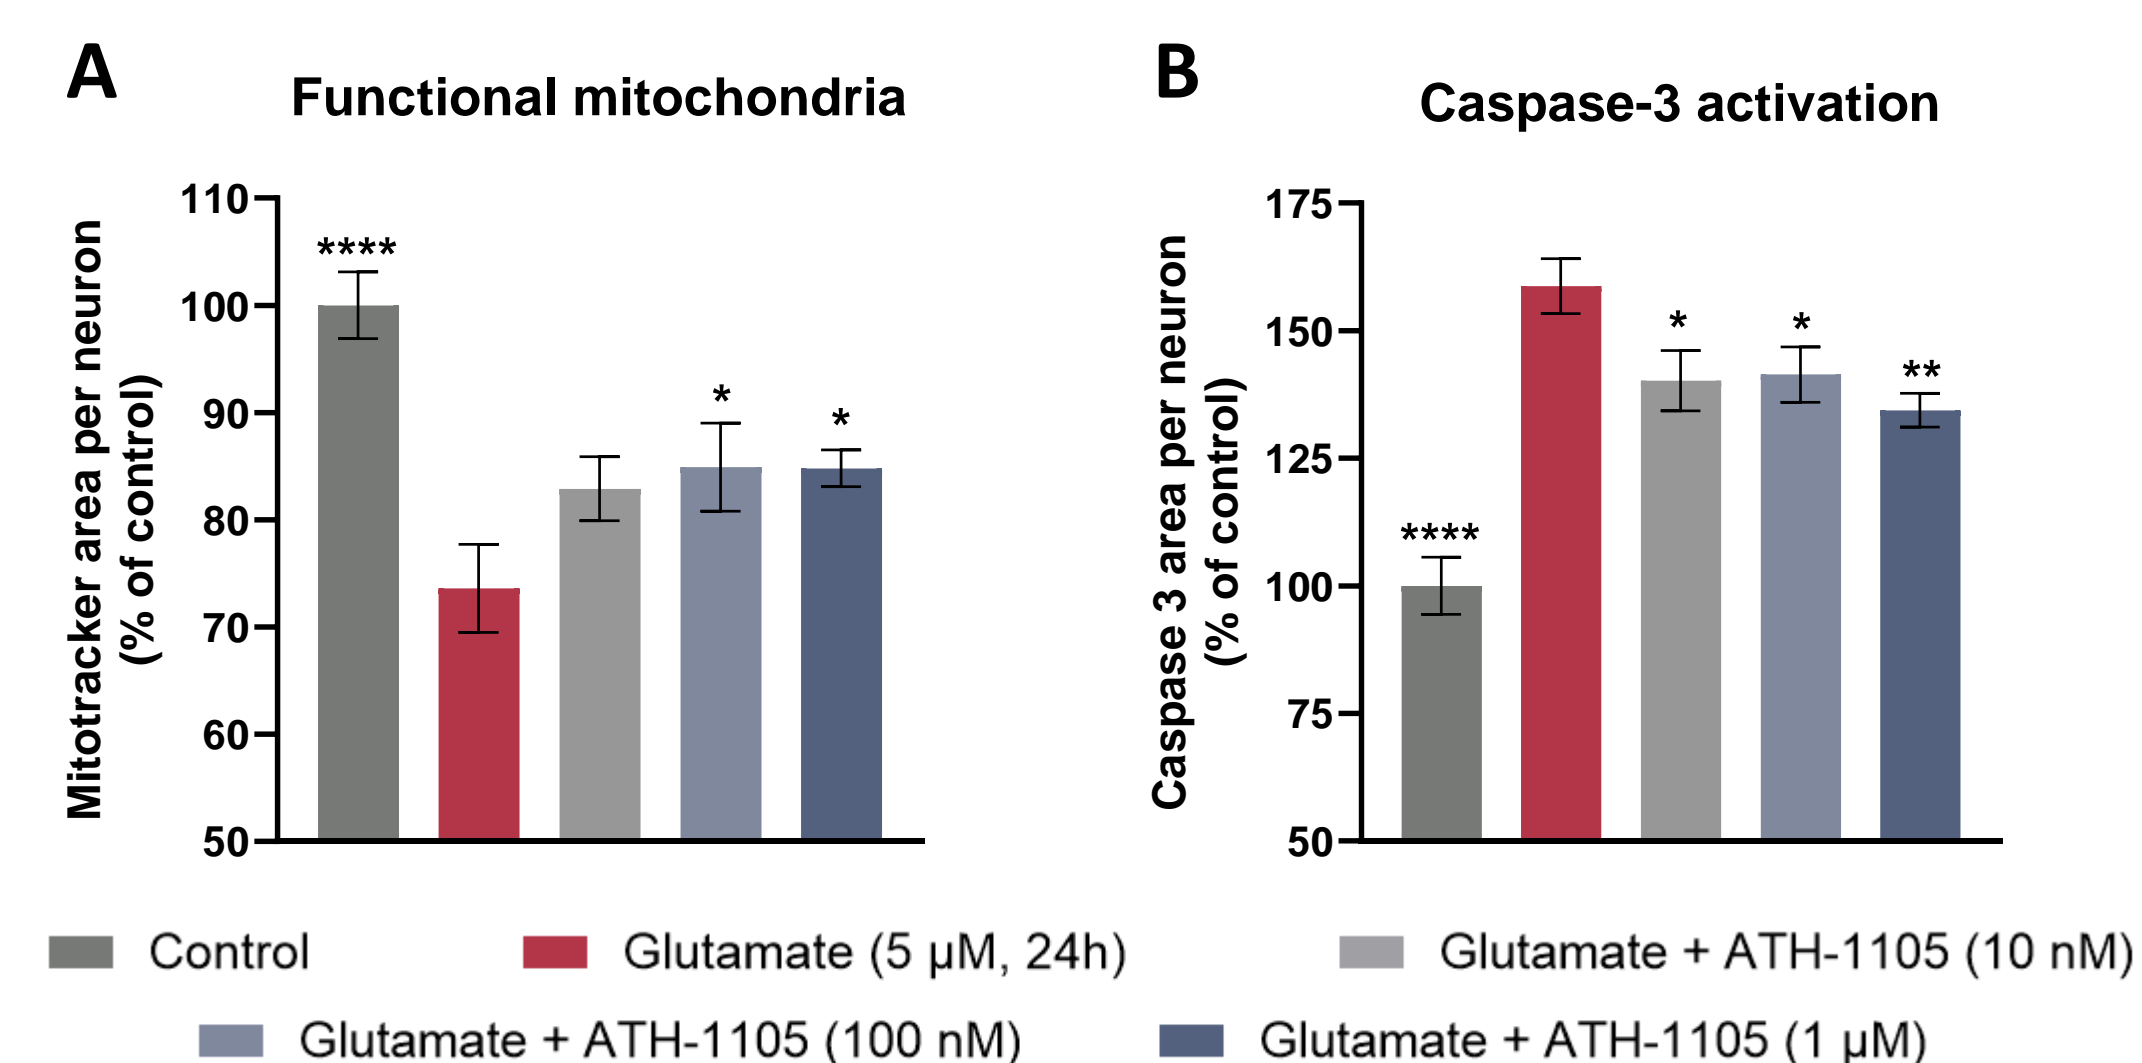 A
Functional mitochondria
Mitotracker area per neuron
(% of control)
110
100
90
80
70
60
50
****
*
*
B
Caspase-3 activation
Caspase 3 area per neuron
(% of control)
175
150
125
100
75
50
****
*
*
**
Control
Glutamate (5 µM, 24h)
Glutamate + ATH-1105 (10 nM)
Glutamate + ATH-1105 (100 nM)
Glutamate + ATH-1105 (1 µM)